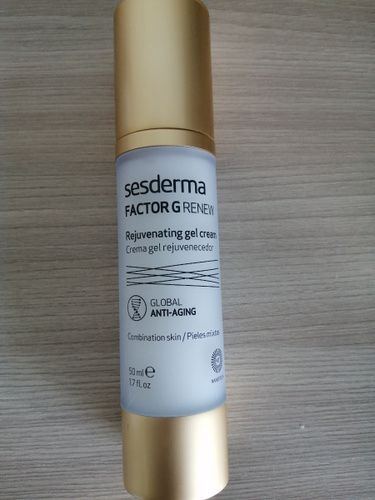 sesderma
FACTOR G RENEW
Rejuvenating gel cream
Crema gel rejuvenecedor
GLOBAL
ANTI-AGING
Combination skin / Pieles mixtas
50 ml e
1.7 fl. oz